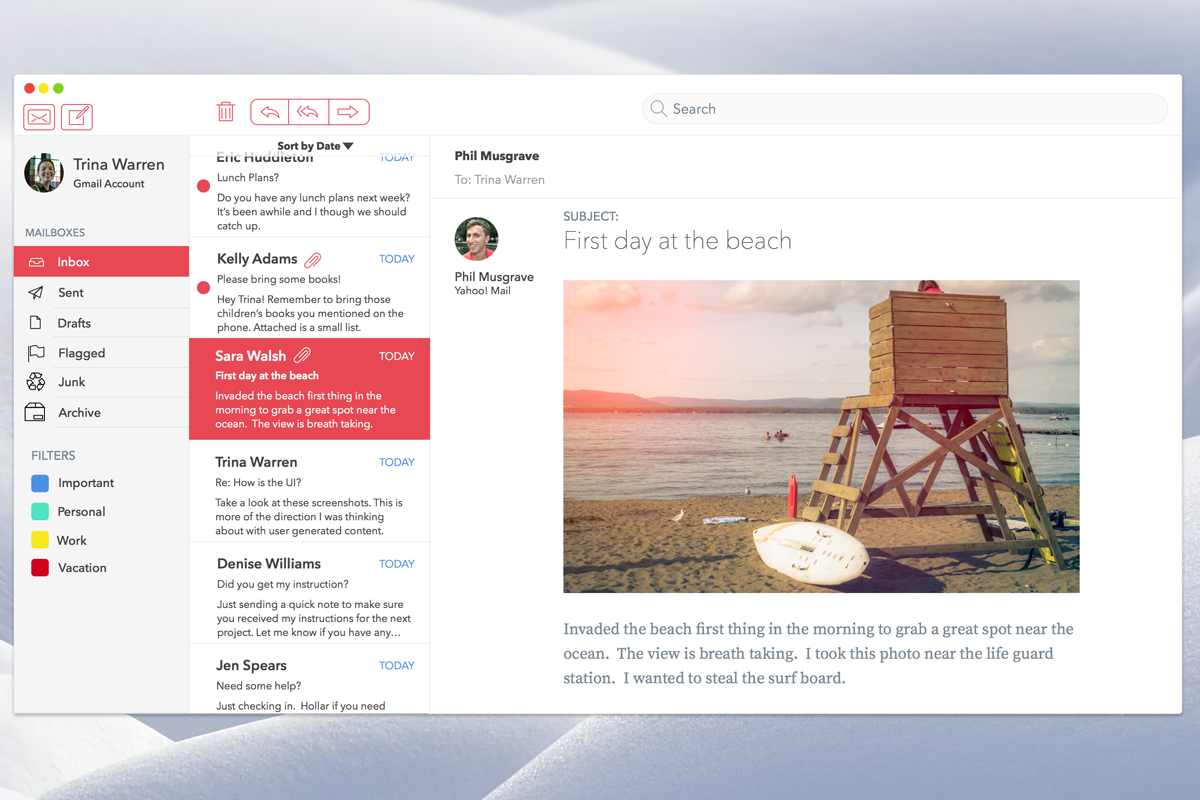 Search
Trina Warren
Gmail Account
MAILBOXES
Inbox
Sent
Drafts
Flagged
Junk
Archive
FILTERS
Important
Personal
Work
Vacation
Sort by Date
Eric Huddleton TODAY
Lunch Plans?
Do you have any lunch plans next week?
It's been awhile and I though we should
catch up.
Kelly Adams TODAY
Please bring some books!
Hey Trina! Remember to bring those
children's books you mentioned on the
phone. Attached is a small list.
Sara Walsh TODAY
First day at the beach
Invaded the beach first thing in the
morning to grab a great spot near the
ocean.  The view is breath taking.
Trina Warren TODAY
Re: How is the UI?
Take a look at these screenshots. This is
more of the direction I was thinking
about with user generated content.
Denise Williams TODAY
Did you get my instruction?
Just sending a quick note to make sure
you received my instructions for the next
project. Let me know if you have any...
Jen Spears TODAY
Need some help?
Just checking in.  Hollar if you need
Phil Musgrave
To: Trina Warren
Phil Musgrave
Yahoo! Mail
SUBJECT:
First day at the beach
Invaded the beach first thing in the morning to grab a great spot near the
ocean.  The view is breath taking.  I took this photo near the life guard
station.  I wanted to steal the surf board.